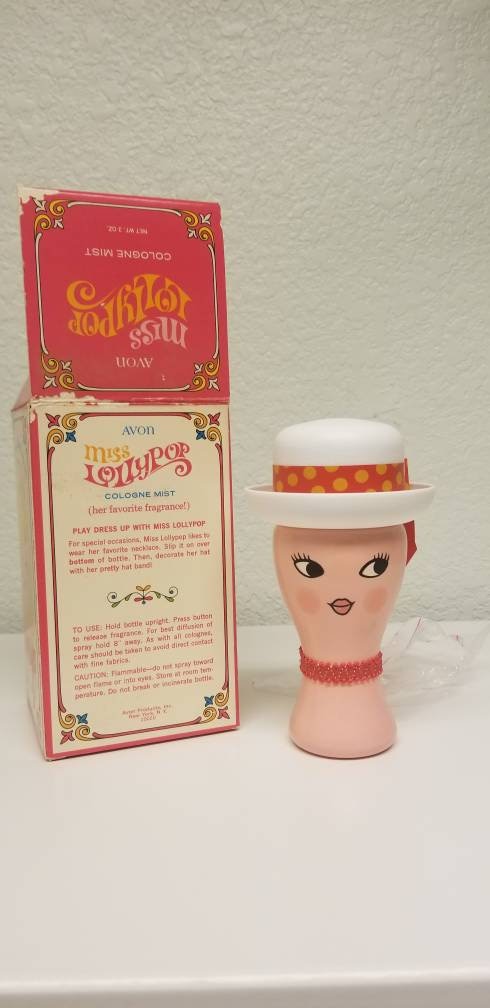 NET WT. 3 OZ.
COLOGNE MIST
LOLLYPOP
MISS
AVON
AVON
MISS
LOLLYPOP
COLOGNE MIST
(her favorite fragrance!)
PLAY DRESS UP WITH MISS LOLLYPOP
For special occasions, Miss Lollypop likes to
wear her favorite necklace. Slip it on over
bottom of bottle. Then, decorate her hat
with her pretty hat band!
TO USE: Hold bottle upright. Press button
to release fragrance. For best diffusion of
spray hold 8" away. As with all colognes,
care should be taken to avoid direct contact
with fine fabrics.
CAUTION: Flammable—do not spray toward
open flame or into eyes. Store at room tem-
perature. Do not break or incinerate bottle.
Avon Products, Inc.
New York, N. Y.
10020